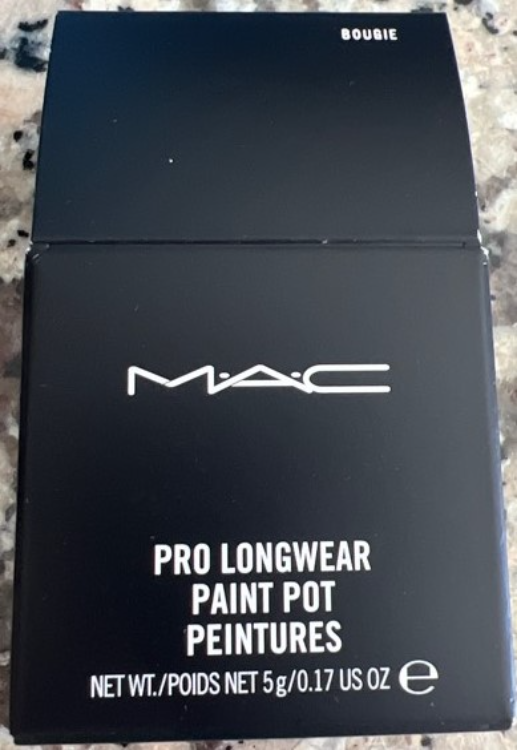 BOUGIE
M·A·C
PRO LONGWEAR
PAINT POT
PEINTURES
NET WT./POIDS NET 5g/0.17 US OZ ℮